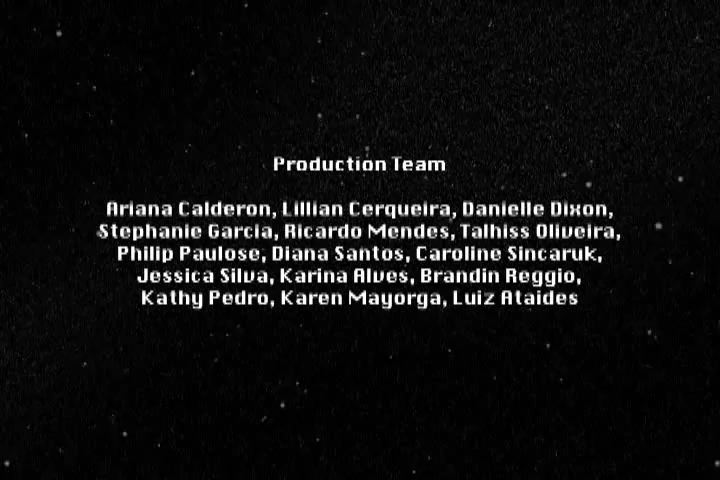 Production Team
Ariana Calderon, Lillian Cerqueira, Danielle Dixon,
Stephanie Garcia, Ricardo Mendes, Talhiss Oliveira,
Philip Paulose, Diana Santos, Caroline Sincaruk,
Jessica Silva, Karina Alves, Brandin Reggio,
Kathy Pedro, Karen Mayorga, Luiz Ataides